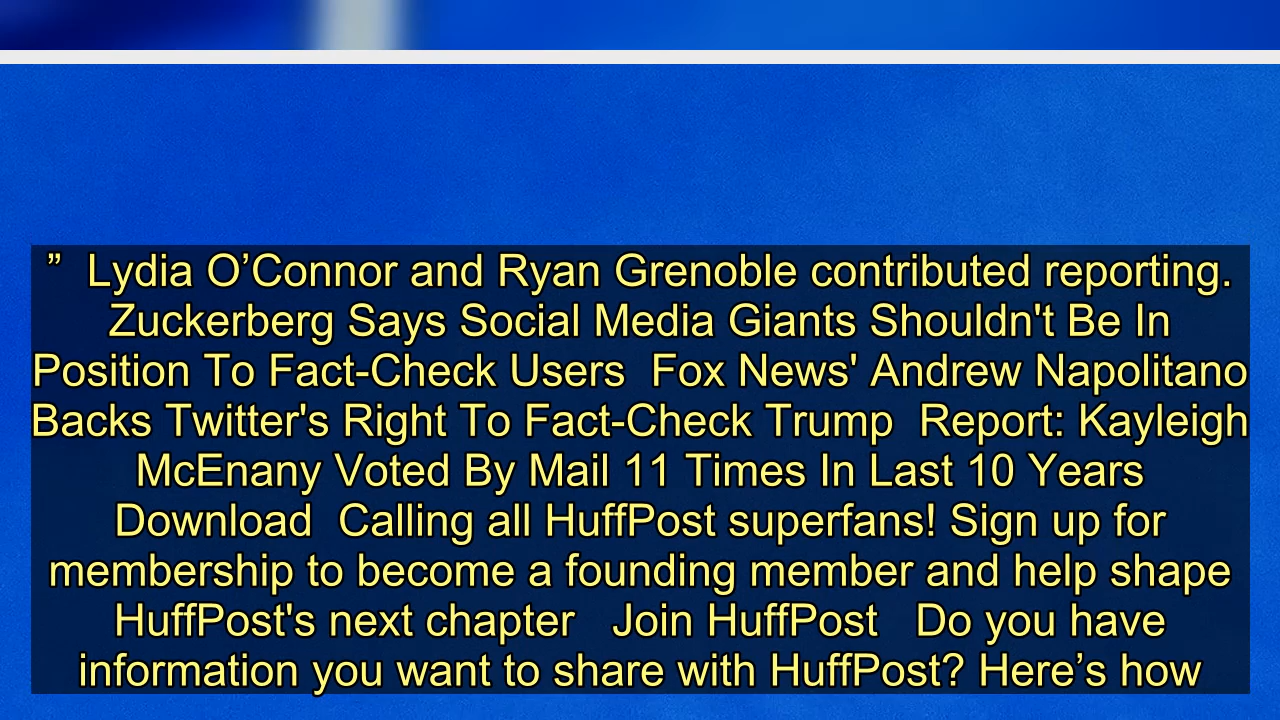 ”  Lydia O’Connor and Ryan Grenoble contributed reporting.
Zuckerberg Says Social Media Giants Shouldn't Be In
Position To Fact-Check Users  Fox News' Andrew Napolitano
Backs Twitter's Right To Fact-Check Trump  Report: Kayleigh
McEnany Voted By Mail 11 Times In Last 10 Years
Download  Calling all HuffPost superfans! Sign up for
membership to become a founding member and help shape
HuffPost's next chapter   Join HuffPost   Do you have
information you want to share with HuffPost? Here’s how